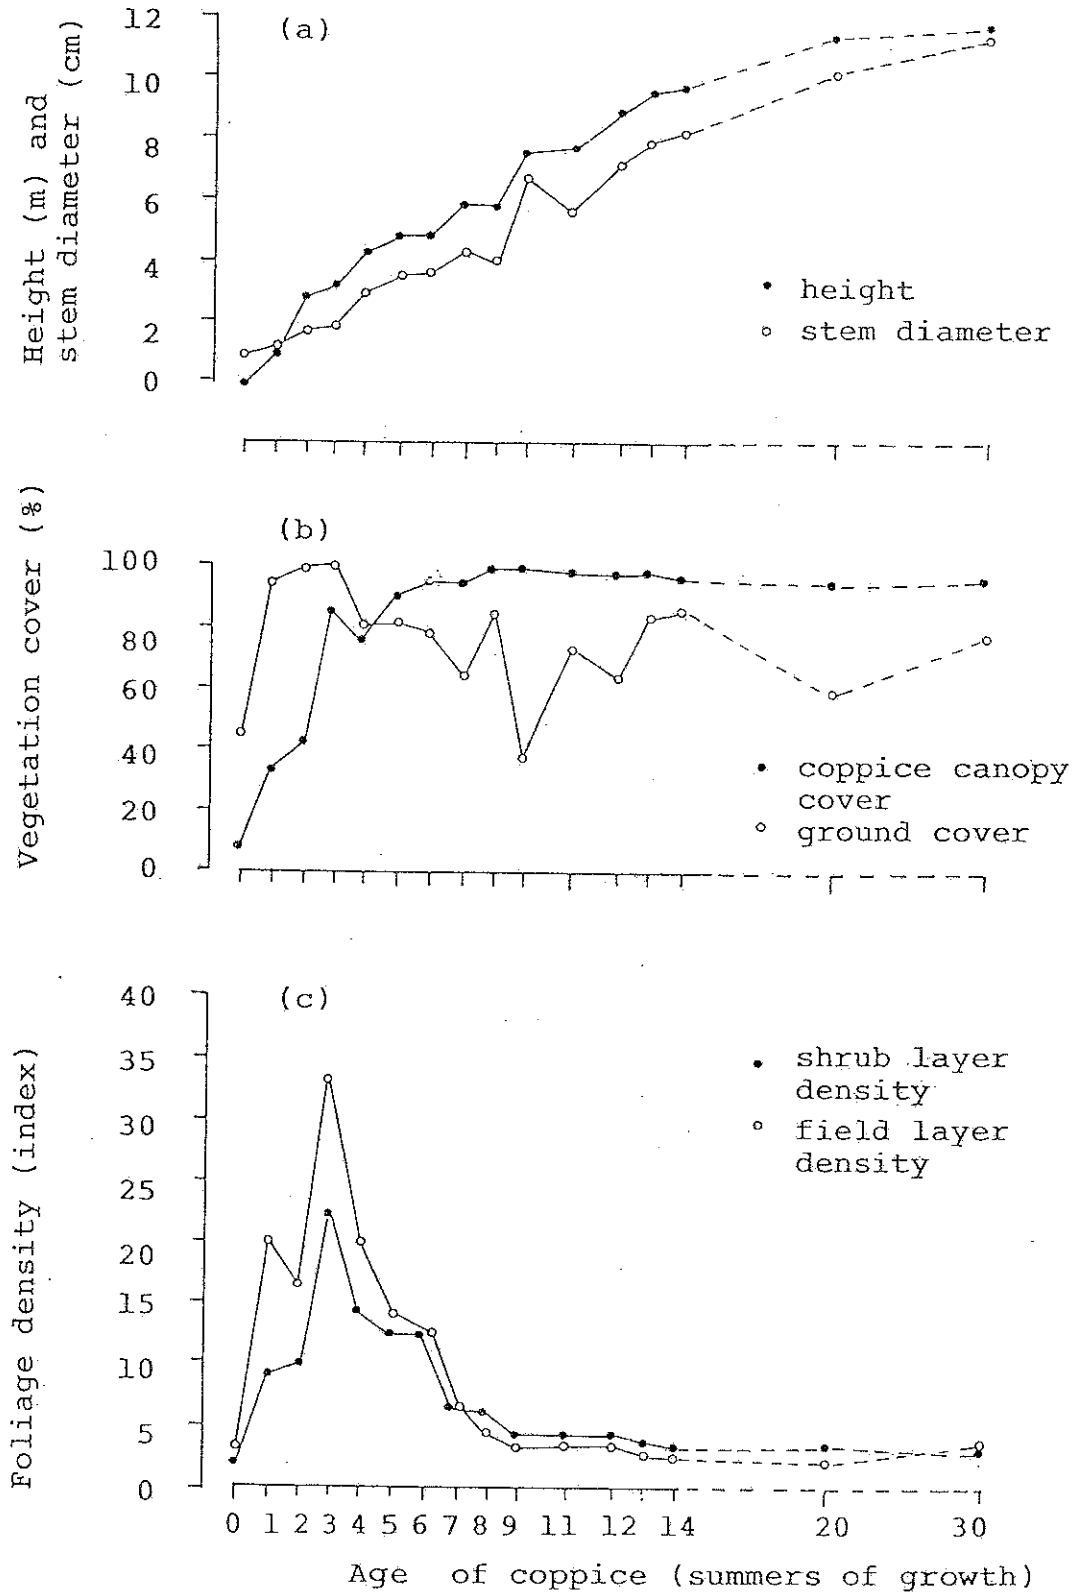 Height (m) and
stem diameter (cm)
12
10
8
6
4
2
0
(a)
height
stem diameter
Vegetation cover (%)
100
80
60
40
20
0
(b)
coppice canopy
cover
ground cover
Foliage density (index)
40
35
30
25
20
15
10
5
0
(c)
shrub layer
density
field layer
density
0 1 2 3 4 5 6 7 8 9 11 12 14 20 30
Age of coppice (summers of growth)